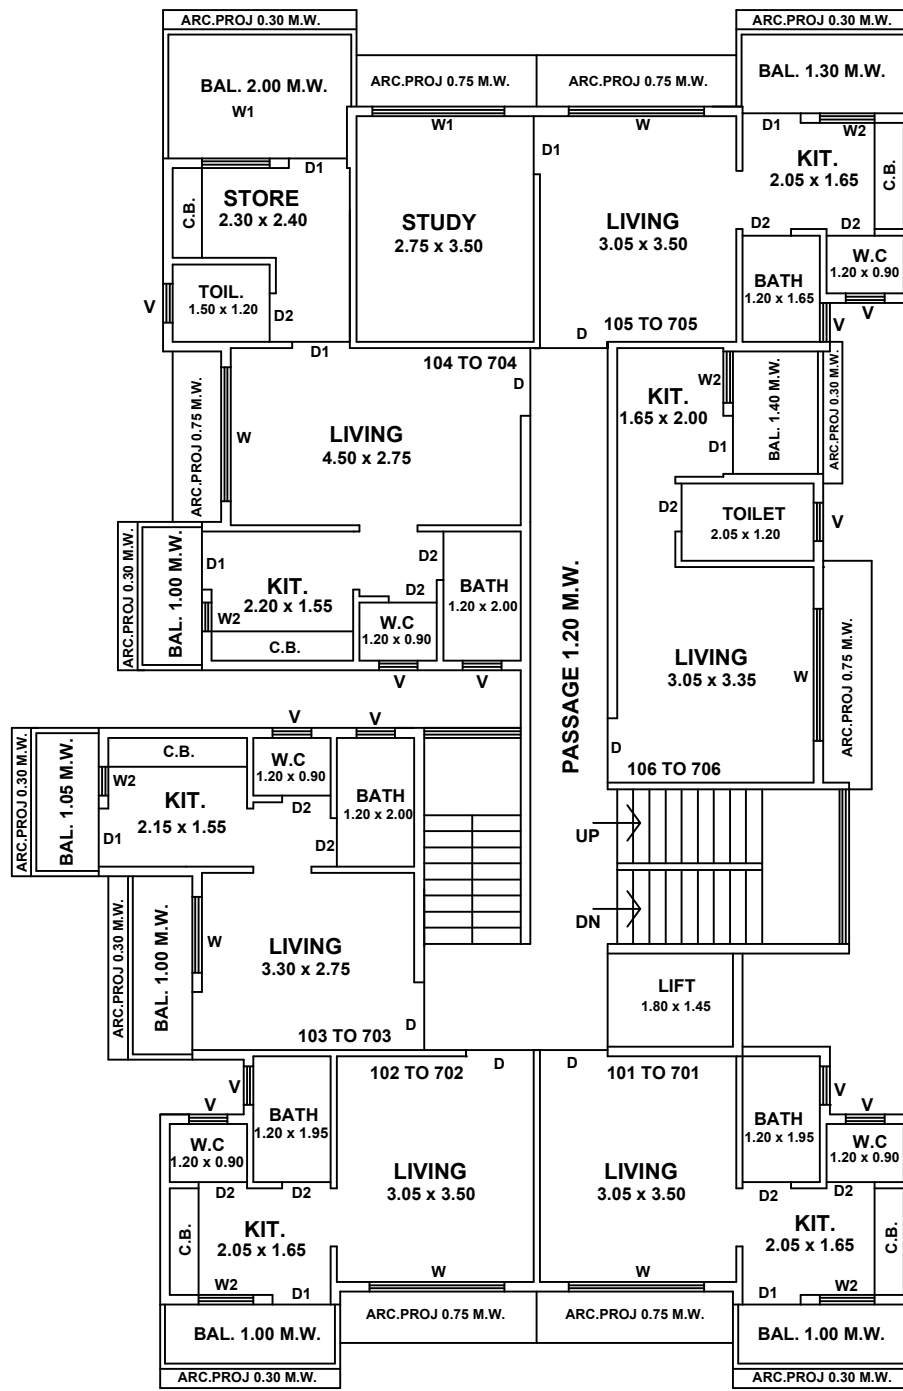 ARC.PROJ 0.30 M.W.
ARC.PROJ 0.30 M.W.
BAL. 2.00 M.W.
W1
ARC.PROJ 0.75 M.W.
ARC.PROJ 0.75 M.W.
BAL. 1.30 M.W.
W1
W
D1
W2
D1
D1
KIT.
2.05 x 1.65
C.B.
C.B.
STORE
2.30 x 2.40
STUDY
2.75 x 3.50
LIVING
3.05 x 3.50
D2
D2
W.C
1.20 x 0.90
BATH
1.20 x 1.65
V
V
TOIL.
1.50 x 1.20
V
D2
105 TO 705
D
D1
104 TO 704
D
ARC.PROJ 0.75 M.W.
W
LIVING
4.50 x 2.75
KIT.
1.65 x 2.00
W2
D1
BAL. 1.40 M.W.
ARC.PROJ 0.30 M.W.
D2
TOILET
2.05 x 1.20
V
ARC.PROJ 0.30 M.W.
BAL. 1.00 M.W.
D1
W2
KIT.
2.20 x 1.55
C.B.
D2
D2
W.C
1.20 x 0.90
BATH
1.20 x 2.00
V
V
PASSAGE 1.20 M.W.
LIVING
3.05 x 3.35
W
ARC.PROJ 0.75 M.W.
D
106 TO 706
V
V
ARC.PROJ 0.30 M.W.
BAL. 1.05 M.W.
C.B.
W2
D1
KIT.
2.15 x 1.55
W.C
1.20 x 0.90
D2
D2
BATH
1.20 x 2.00
UP
DN
ARC.PROJ 0.30 M.W.
BAL. 1.00 M.W.
W
LIVING
3.30 x 2.75
D
103 TO 703
LIFT
1.80 x 1.45
102 TO 702
D
D
101 TO 701
V
V
BATH
1.20 x 1.95
W.C
1.20 x 0.90
D2
D2
LIVING
3.05 x 3.50
LIVING
3.05 x 3.50
BATH
1.20 x 1.95
V
V
W.C
1.20 x 0.90
D2
D2
C.B.
KIT.
2.05 x 1.65
W2
D1
W
W
KIT.
2.05 x 1.65
C.B.
D1
W2
BAL. 1.00 M.W.
ARC.PROJ 0.75 M.W.
ARC.PROJ 0.75 M.W.
BAL. 1.00 M.W.
ARC.PROJ 0.30 M.W.
ARC.PROJ 0.30 M.W.